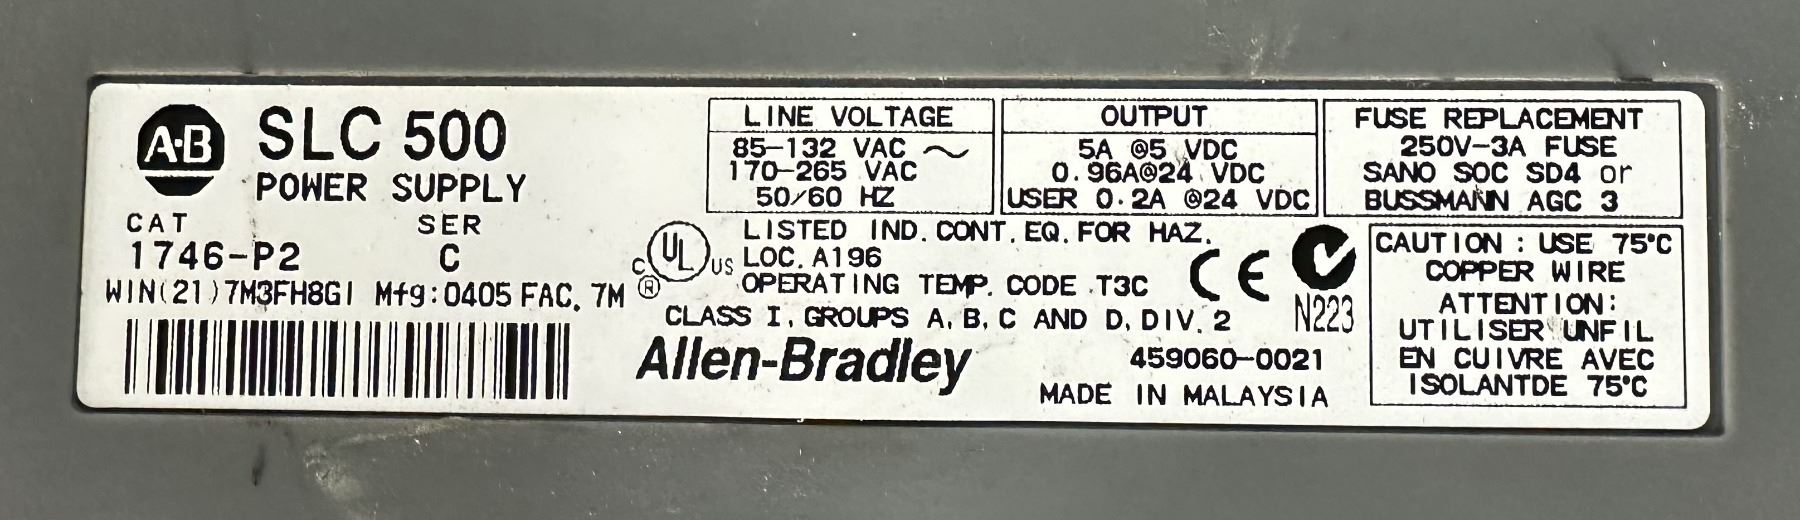 A·B
SLC 500
POWER SUPPLY
CAT SER
1746-P2 C
WIN(21)7M3FH8G1 Mfg:0405 FAC. 7M
LINE VOLTAGE
85-132 VAC ~
170-265 VAC
50/60 HZ
OUTPUT
5A @5 VDC
0.96A@24 VDC
USER 0.2A @24 VDC
FUSE REPLACEMENT
250V-3A FUSE
SANO SOC SD4 or
BUSSMANN AGC 3
C UL US ®
LISTED IND. CONT. EQ. FOR HAZ.
LOC. A196
OPERATING TEMP. CODE T3C
CLASS I, GROUPS A, B, C AND D, DIV. 2
CE
N223
Allen-Bradley
459060-0021
MADE IN MALAYSIA
CAUTION : USE 75°C
COPPER WIRE
ATTENTION:
UTILISER UNFIL
EN CUIVRE AVEC
ISOLANTDE 75°C